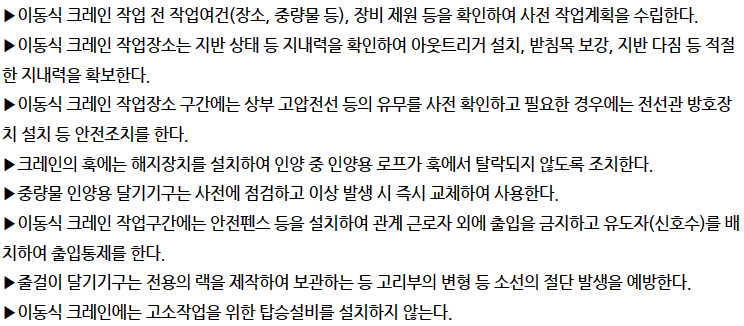 ▶이동식 크레인 작업 전 작업여건(장소, 중량물 등), 장비 제원 등을 확인하여 사전 작업계획을 수립한다.
▶이동식 크레인 작업장소는 지반 상태 등 지내력을 확인하여 아웃트리거 설치, 받침목 보강, 지반 다짐 등 적절
한 지내력을 확보한다.
▶이동식 크레인 작업장소 구간에는 상부 고압전선 등의 유무를 사전 확인하고 필요한 경우에는 전선관 방호장
치 설치 등 안전조치를 한다.
▶크레인의 훅에는 해지장치를 설치하여 인양 중 인양용 로프가 훅에서 탈락되지 않도록 조치한다.
▶중량물 인양용 달기기구는 사전에 점검하고 이상 발생 시 즉시 교체하여 사용한다.
▶이동식 크레인 작업구간에는 안전펜스 등을 설치하여 관계 근로자 외에 출입을 금지하고 유도자(신호수)를 배
치하여 출입통제를 한다.
▶줄걸이 달기기구는 전용의 랙을 제작하여 보관하는 등 고리부의 변형 등 소선의 절단 발생을 예방한다.
▶이동식 크레인에는 고소작업을 위한 탑승설비를 설치하지 않는다.